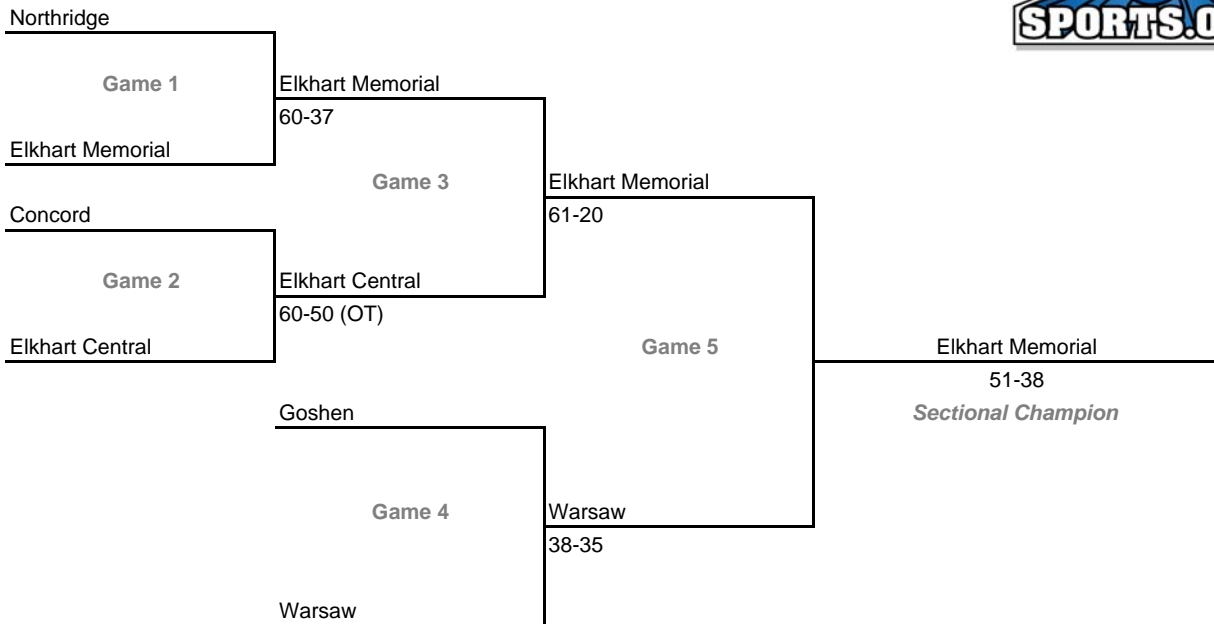 Northridge
SPORTS.O
Game 1
Elkhart Memorial
60-37
Elkhart Memorial
Game 3
Elkhart Memorial
Concord
61-20
Game 2
Elkhart Central
60-50 (OT)
Elkhart Central
Game 5
Elkhart Memorial
51-38
Goshen
Sectional Champion
Game 4
Warsaw
38-35
Warsaw